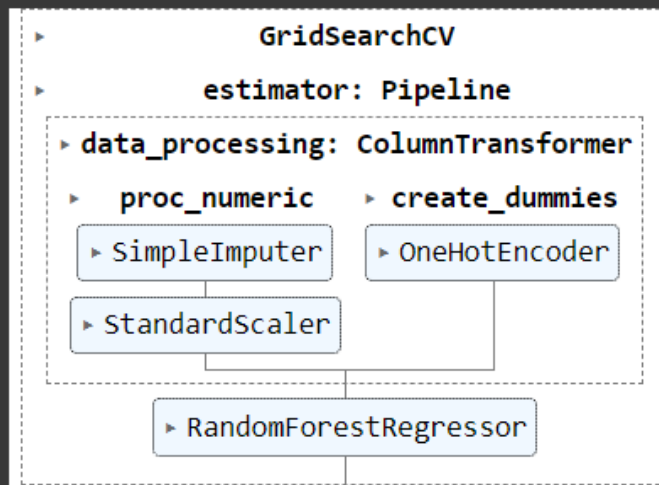 GridSearchCV
estimator: Pipeline
data_processing: ColumnTransformer
proc_numeric create_dummies
SimpleImputer OneHotEncoder
StandardScaler
RandomForestRegressor